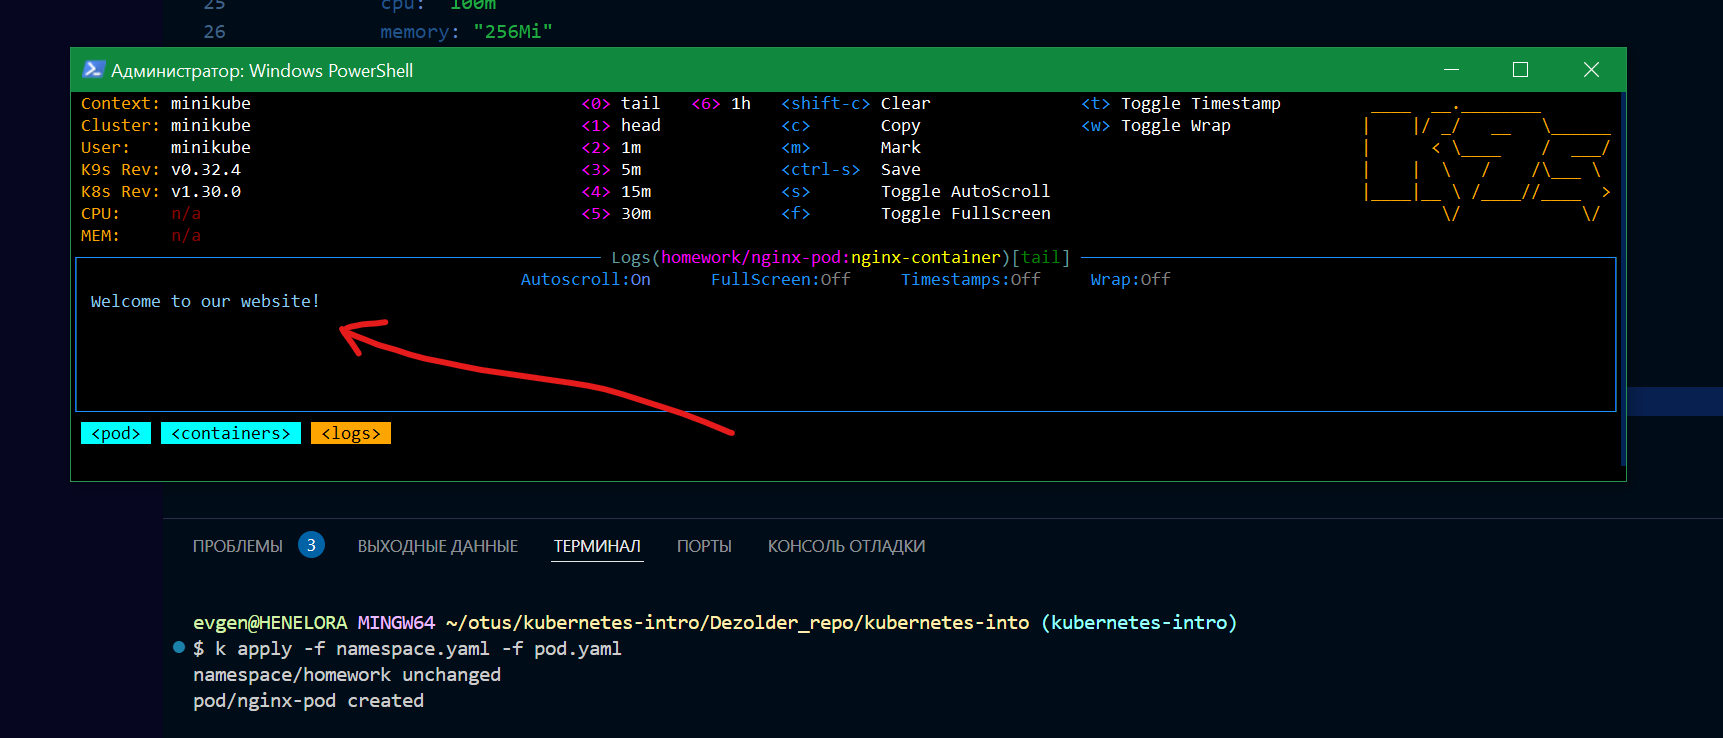 25 cpu: "100m"
26 memory: "256Mi"
Администратор: Windows PowerShell
Context: minikube <0> tail <6> 1h <shift-c> Clear <t> Toggle Timestamp
Cluster: minikube <1> head <c> Copy <w> Toggle Wrap
User: minikube <2> 1m <m> Mark
K9s Rev: v0.32.4 <3> 5m <ctrl-s> Save
K8s Rev: v1.30.0 <4> 15m <s> Toggle AutoScroll
CPU: n/a <5> 30m <f> Toggle FullScreen
MEM: n/a
Logs(homework/nginx-pod:nginx-container)[tail]
Autoscroll:On FullScreen:Off Timestamps:Off Wrap:Off
Welcome to our website!
<pod> <containers> <logs>
ПРОБЛЕМЫ 3 ВЫХОДНЫЕ ДАННЫЕ ТЕРМИНАЛ ПОРТЫ КОНСОЛЬ ОТЛАДКИ
evgen@HENELORA MINGW64 ~/otus/kubernetes-intro/Dezolder_repo/kubernetes-into (kubernetes-intro)
$ k apply -f namespace.yaml -f pod.yaml
namespace/homework unchanged
pod/nginx-pod created